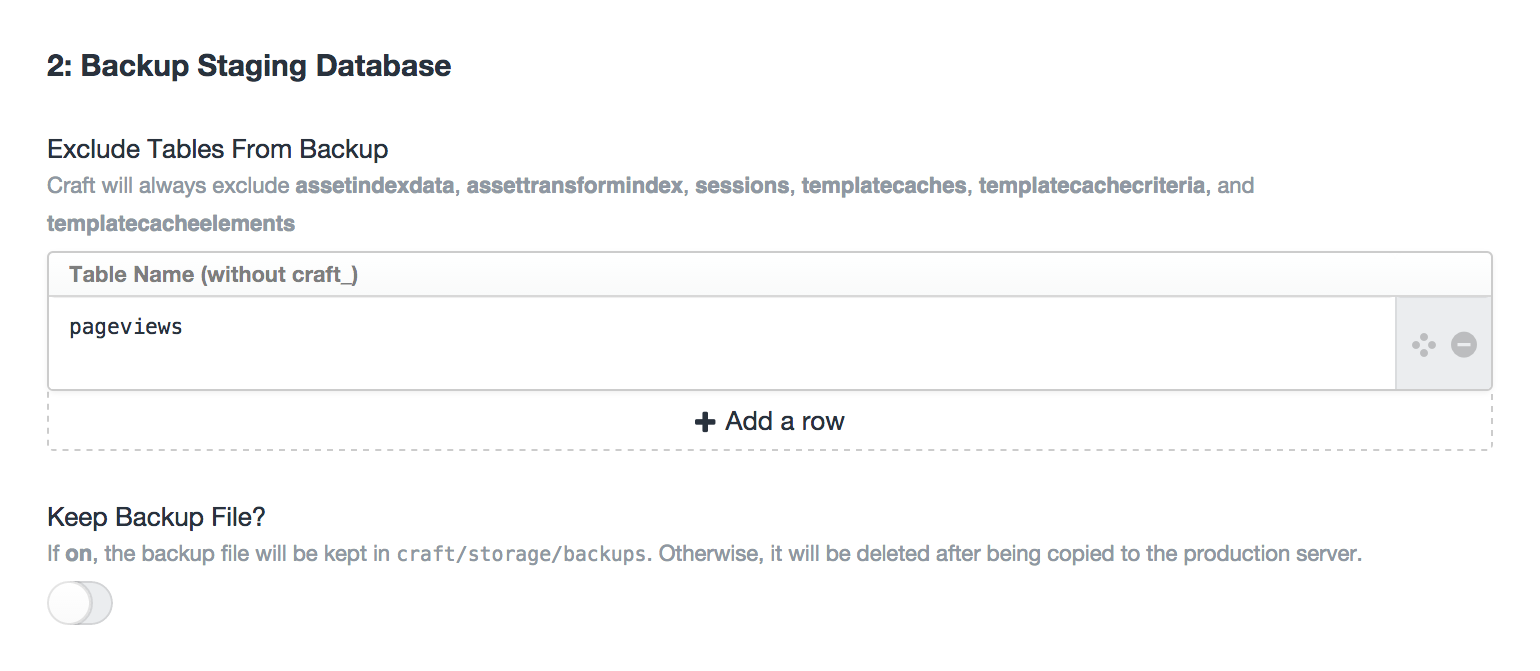 2: Backup Staging Database
Exclude Tables From Backup
Craft will always exclude assetindexdata, assettransformindex, sessions, templatecaches, templatecachecriteria, and
templatecacheelements
Table Name (without craft_)
pageviews
Add a row
Keep Backup File?
If on, the backup file will be kept in craft/storage/backups. Otherwise, it will be deleted after being copied to the production server.